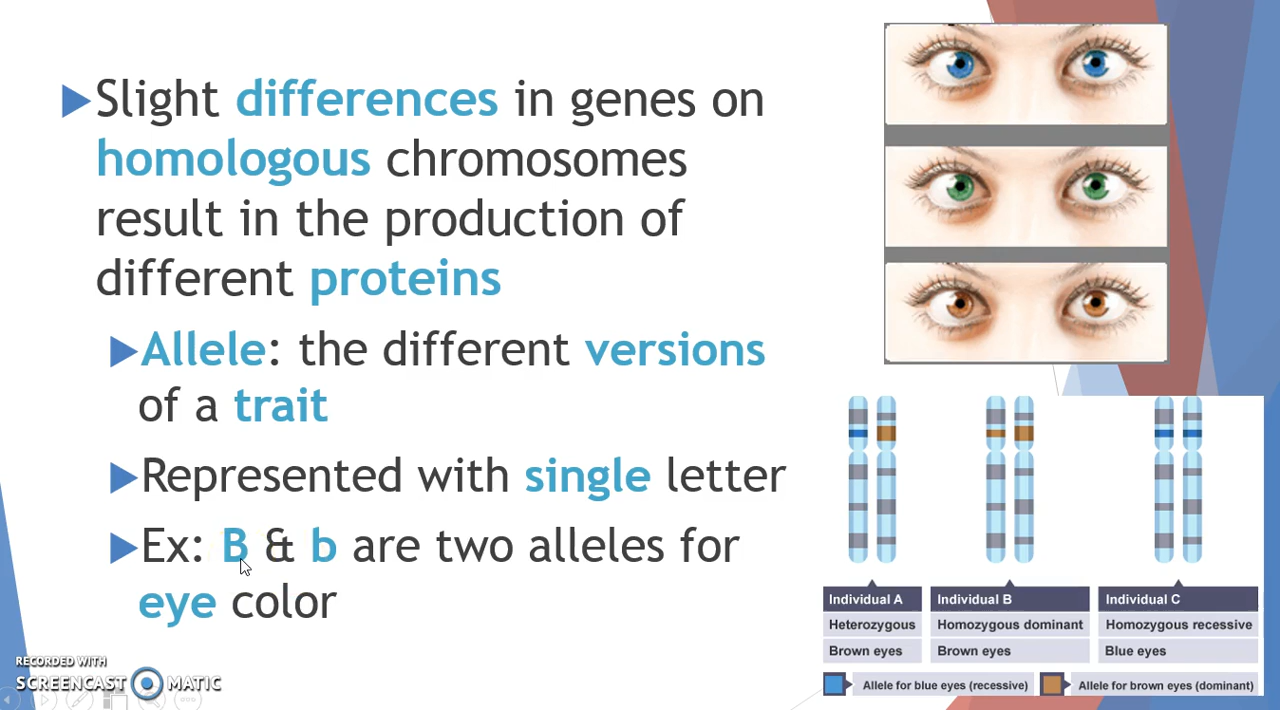 Slight differences in genes on
homologous chromosomes
result in the production of
different proteins
Allele: the different versions
of a trait
Represented with single letter
Ex: B & b are two alleles for
eye color
Individual A
Heterozygous
Brown eyes
Individual B
Homozygous dominant
Brown eyes
Individual C
Homozygous recessive
Blue eyes
Allele for blue eyes (recessive)
Allele for brown eyes (dominant)
RECORDED WITH
SCREENCAST MATIC